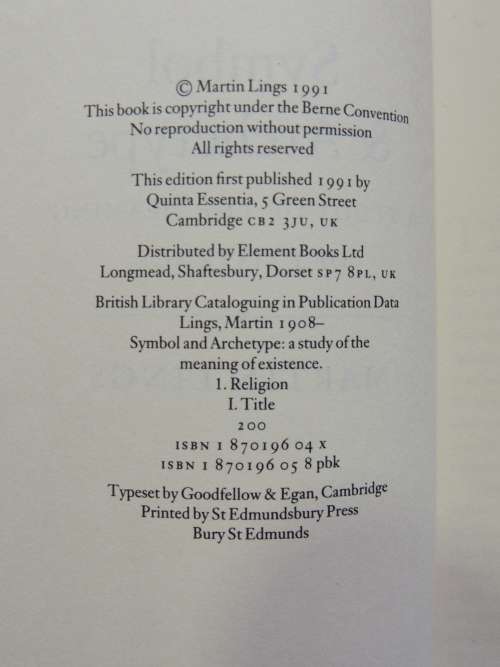 © Martin Lings 1991
This book is copyright under the Berne Convention
No reproduction without permission
All rights reserved
This edition first published 1991 by
Quinta Essentia, 5 Green Street
Cambridge CB2 3JU, UK
Distributed by Element Books Ltd
Longmead, Shaftesbury, Dorset SP7 8PL, UK
British Library Cataloguing in Publication Data
Lings, Martin 1908–
Symbol and Archetype: a study of the
meaning of existence.
1. Religion
I. Title
200
ISBN 1 870196 04 X
ISBN 1 870196 05 8 pbk
Typeset by Goodfellow & Egan, Cambridge
Printed by St Edmundsbury Press
Bury St Edmunds